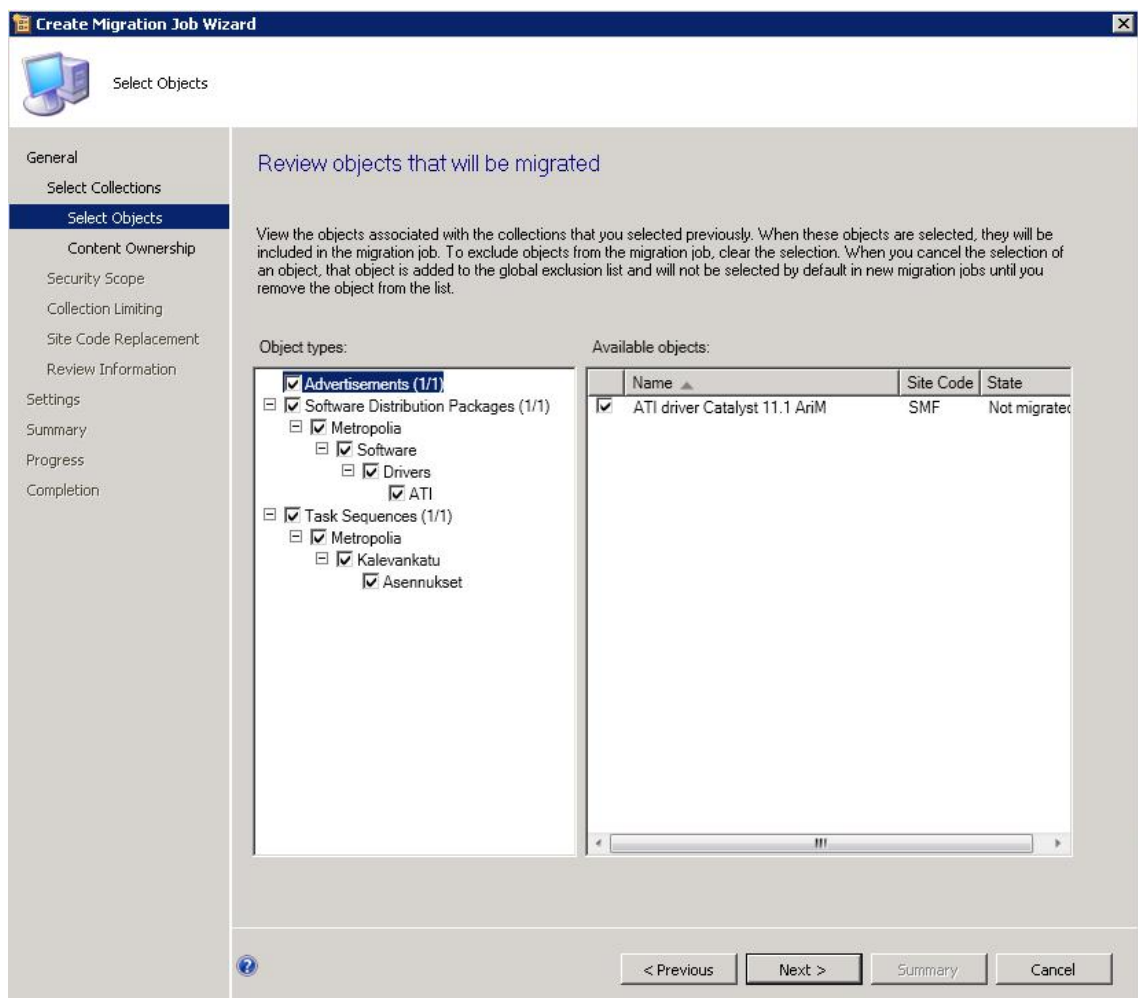 Create Migration Job Wizard
Select Objects
General
Select Collections
Select Objects
Content Ownership
Security Scope
Collection Limiting
Site Code Replacement
Review Information
Settings
Summary
Progress
Completion
Review objects that will be migrated
View the objects associated with the collections that you selected previously. When these objects are selected, they will be
included in the migration job. To exclude objects from the migration job, clear the selection. When you cancel the selection of
an object, that object is added to the global exclusion list and will not be selected by default in new migration jobs until you
remove the object from the list.
Object types:
Advertisements (1/1)
Software Distribution Packages (1/1)
Metropolia
Software
Drivers
ATI
Task Sequences (1/1)
Metropolia
Kalevankatu
Asennukset
Available objects:
Name Site Code State
ATI driver Catalyst 11.1 AriM SMF Not migrated
< Previous Next > Summary Cancel